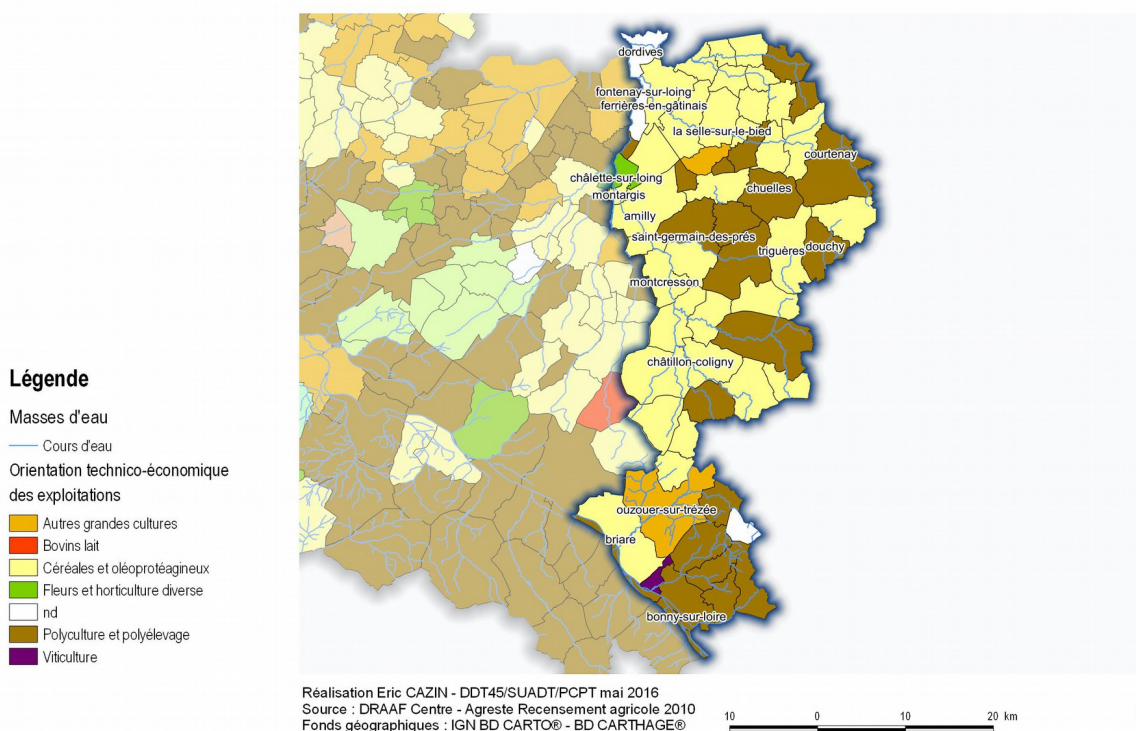 dordives
fontenay-sur-loing
ferrières-en-gâtinais
la selle-sur-le-bied
courtenay
châlette-sur-loing
montargis
chuelles
amilly
saint-germain-des-prés
triguères
douchy
montcresson
châtillon-coligny
ouzouer-sur-trézée
briare
bonny-sur-loire
Légende
Masses d'eau
Cours d'eau
Orientation technico-économique
des exploitations
Autres grandes cultures
Bovins lait
Céréales et oléoprotéagineux
Fleurs et horticulture diverse
nd
Polyculture et polyélevage
Viticulture
Réalisation Eric CAZIN - DDT45/SUADT/PCPT mai 2016
Source : DRAAF Centre - Agreste Recensement agricole 2010
Fonds géographiques : IGN BD CARTO® - BD CARTHAGE®
10 0 10 20 km